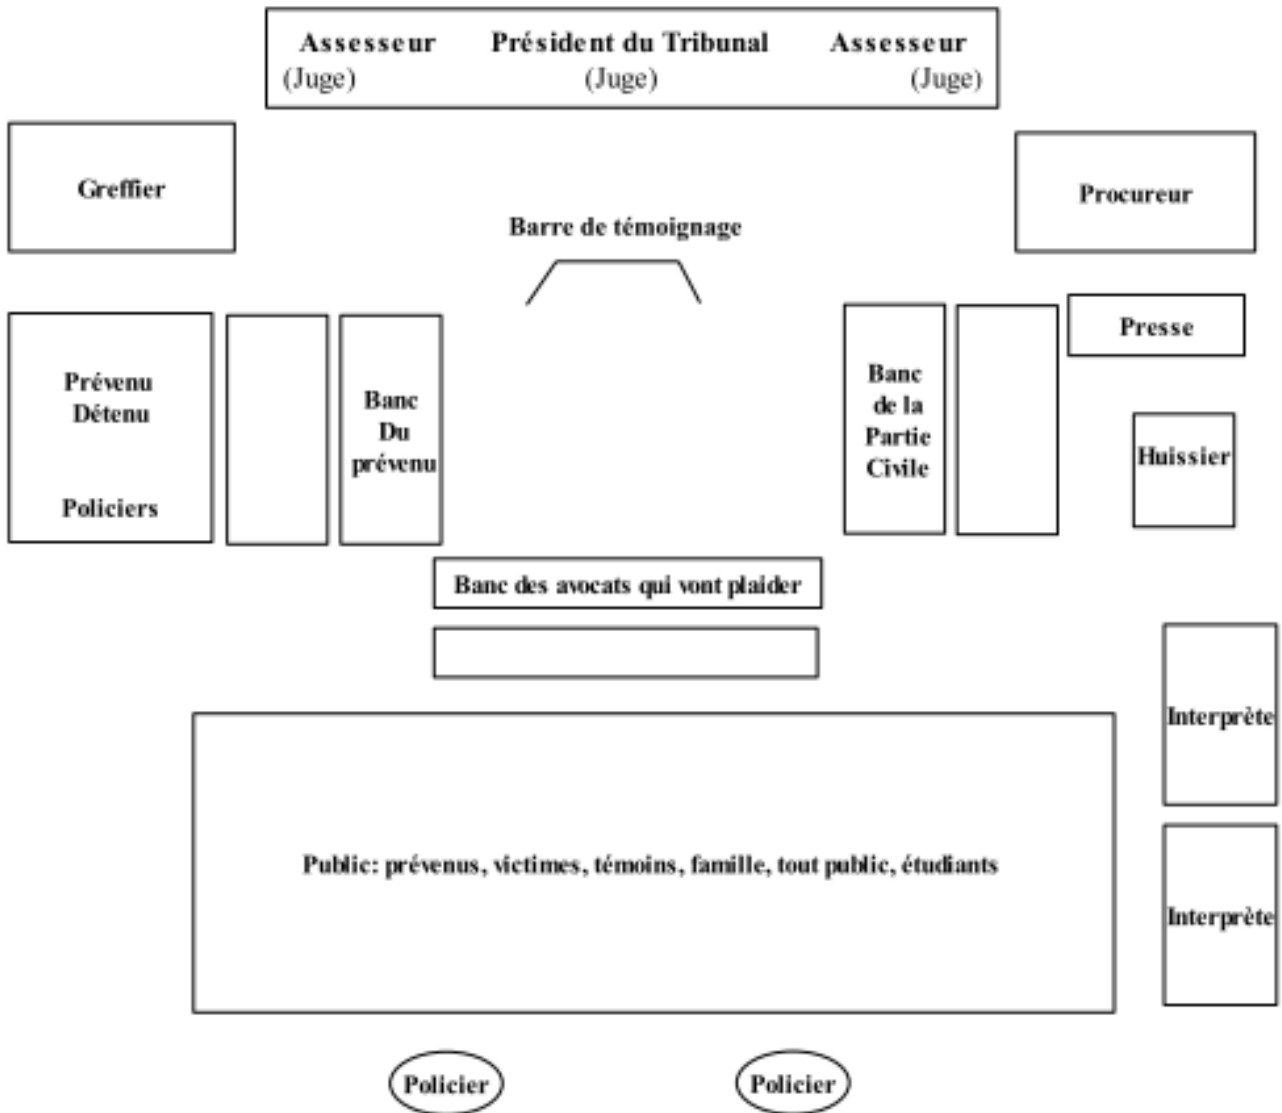 Assesseur Président du Tribunal Assesseur
(Juge) (Juge) (Juge)
Greffier
Procureur
Barre de témoignage
Presse
Prévenu
Détenu
Policiers
Banc
Du
prévenu
Banc
de la
Partie
Civile
Huissier
Banc des avocats qui vont plaider
Interprète
Public: prévenus, victimes, témoins, famille, tout public, étudiants
Interprète
Policier Policier